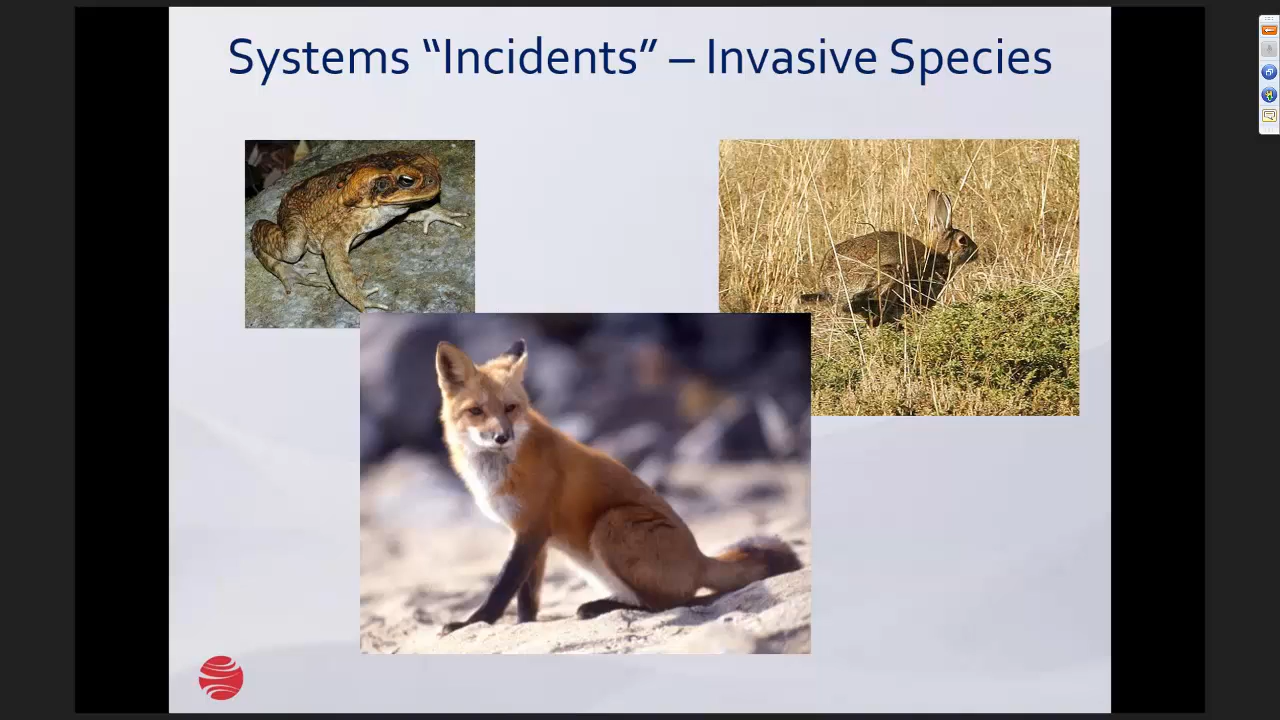 Systems “Incidents” – Invasive Species